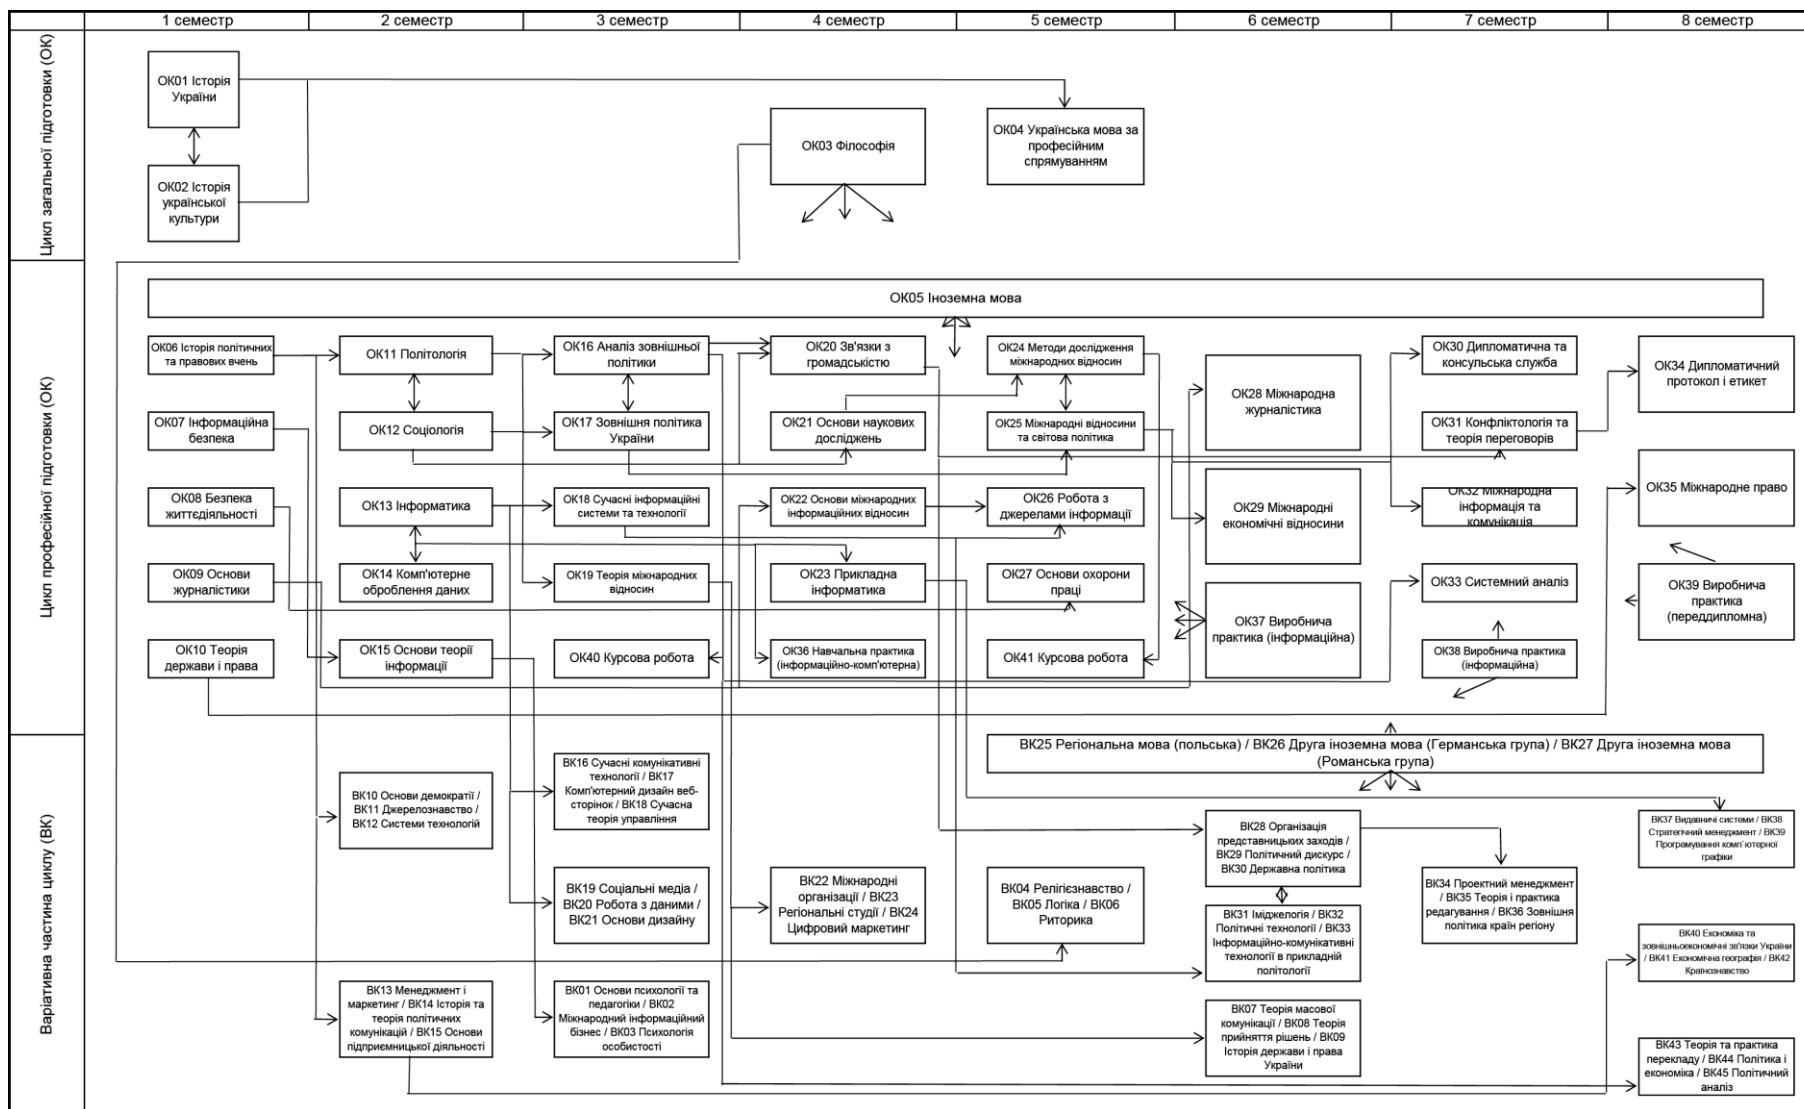 1 семестр
2 семестр
3 семестр
4 семестр
5 семестр
6 семестр
7 семестр
8 семестр
Цикл загальної підготовки (ОК)
ОК01 Історія
України
ОК02 Історія
української
культури
ОК03 Філософія
ОК04 Українська мова за
професійним
спрямуванням
Цикл професійної підготовки (ОК)
ОК05 Іноземна мова
ОК06 Історія політичних
та правових вчень
ОК11 Політологія
ОК16 Аналіз зовнішньої
політики
ОК20 Зв'язки з
громадськістю
ОК24 Методи дослідження
міжнародних відносин
ОК28 Міжнародна
журналістика
ОК30 Дипломатична та
консульська служба
ОК34 Дипломатичний
протокол і етикет
ОК07 Інформаційна
безпека
ОК12 Соціологія
ОК17 Зовнішня політика
України
ОК21 Основи наукових
досліджень
ОК25 Міжнародні відносини
та світова політика
ОК31 Конфліктологія та
теорія переговорів
ОК08 Безпека
життєдіяльності
ОК13 Інформатика
ОК18 Сучасні інформаційні
системи та технології
ОК22 Основи міжнародних
інформаційних відносин
ОК26 Робота з
джерелами інформації
ОК29 Міжнародні
економічні відносини
ОК32 Міжнародна
інформація та
комунікація
ОК35 Міжнародне право
ОК09 Основи
журналістики
ОК14 Комп'ютерне
оброблення даних
ОК19 Теорія міжнародних
відносин
ОК23 Прикладна
інформатика
ОК27 Основи охорони
праці
ОК37 Виробнича
практика (інформаційна)
ОК33 Системний аналіз
ОК39 Виробнича
практика
(переддипломна)
ОК10 Теорія
держави і права
ОК15 Основи теорії
інформації
ОК40 Курсова робота
ОК36 Навчальна практика
(інформаційно-комп'ютерна)
ОК41 Курсова робота
ОК38 Виробнича практика
(інформаційна)
Варіативна частина циклу (ВК)
ВК25 Регіональна мова (польська) / ВК26 Друга іноземна мова (Германська група) / ВК27 Друга іноземна мова
(Романська група)
ВК10 Основи демократії /
ВК11 Джерелознавство /
ВК12 Системи технологій
ВК16 Сучасні комунікативні
технології / ВК17
Комп'ютерний дизайн веб-
сторінок / ВК18 Сучасна
теорія управління
ВК28 Організація
представницьких заходів
/ ВК29 Політичний дискурс /
ВК30 Державна політика
ВК37 Видавничі системи / ВК38
Стратегічний менеджмент / ВК39
Програмування комп`ютерної
графіки
ВК19 Соціальні медіа /
ВК20 Робота з даними /
ВК21 Основи дизайну
ВК22 Міжнародні
організації / ВК23
Регіональні студії / ВК24
Цифровий маркетинг
ВК04 Релігієзнавство /
ВК05 Логіка / ВК06
Риторика
ВК31 Іміджелогія / ВК32
Політичні технології / ВК33
Інформаційно-комунікативні
технології в прикладній
політології
ВК34 Проектний менеджмент
/ ВК35 Теорія і практика
редагування / ВК36 Зовнішня
політика країн регіону
ВК40 Економіка та
зовнішньоекономічні зв'язки України
/ ВК41 Економічна географія / ВК42
Країнознавство
ВК13 Менеджмент і
маркетинг / ВК14 Історія та
теорія політичних
комунікацій / ВК15 Основи
підприємницької діяльності
ВК01 Основи психології та
педагогіки / ВК02
Міжнародний інформаційний
бізнес / ВК03 Психологія
особистості
ВК07 Теорія масової
комунікації / ВК08 Теорія
прийняття рішень / ВК09
Історія держави і права
України
ВК43 Теорія та практика
перекладу / ВК44 Політика і
економіка / ВК45 Політичний
аналіз